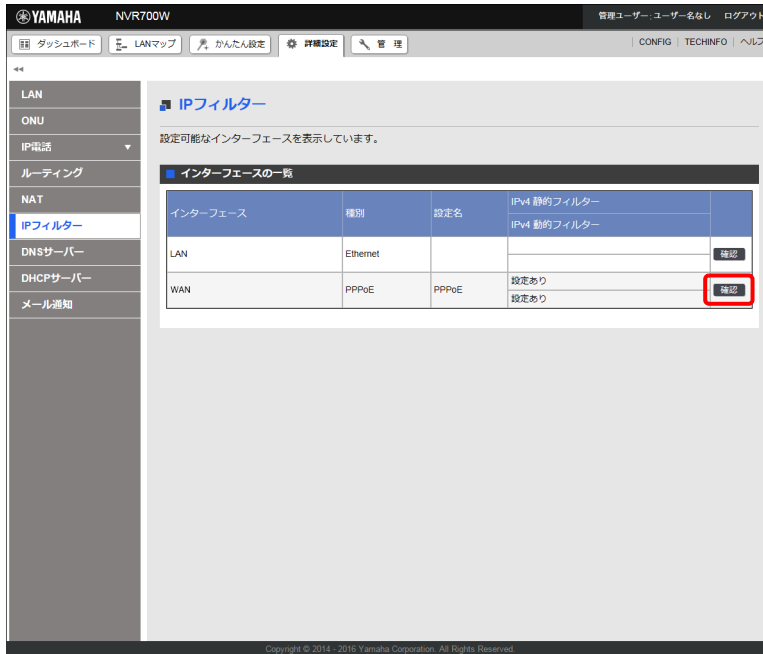 YAMAHA NVR700W 管理ユーザー: ユーザー名なし ログアウト
ダッシュボード LANマップ かんたん設定 詳細設定 管 理 | CONFIG | TECHINFO | ヘルプ
LAN
ONU
IP電話
ルーティング
NAT
IPフィルター
DNSサーバー
DHCPサーバー
メール通知
IPフィルター
設定可能なインターフェースを表示しています。
インターフェースの一覧
インターフェース 種別 設定名 IPv4 静的フィルター
IPv4 動的フィルター
LAN Ethernet 確認
WAN PPPoE PPPoE 設定あり 確認
設定あり
Copyright © 2014 - 2016 Yamaha Corporation. All Rights Reserved.